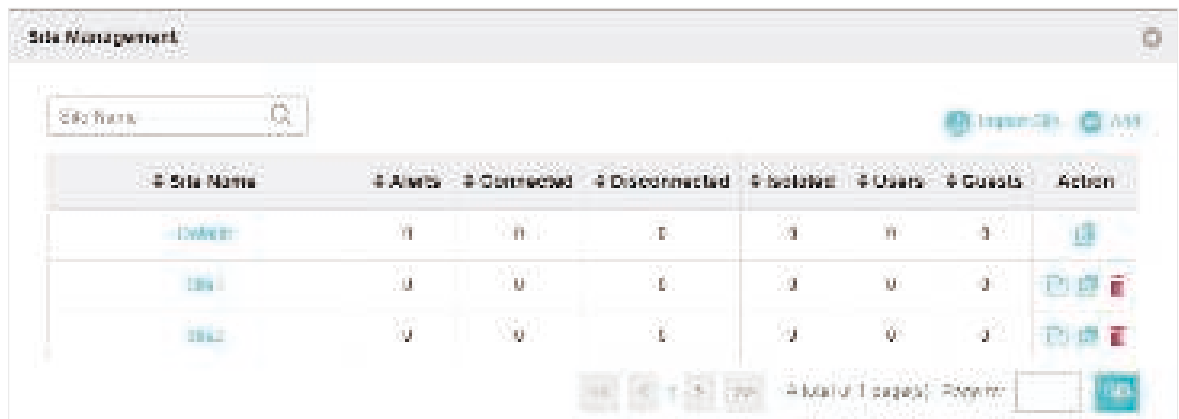 Site Management
Site Name
Import Site Add
Site Name Alerts Connected Disconnected Isolated Users Guests Action
Default 0 0 0 0 0 0
0 0 0 0 0 0
0 0 0 0 0 0
A total of 1 page(s) Page to: GO